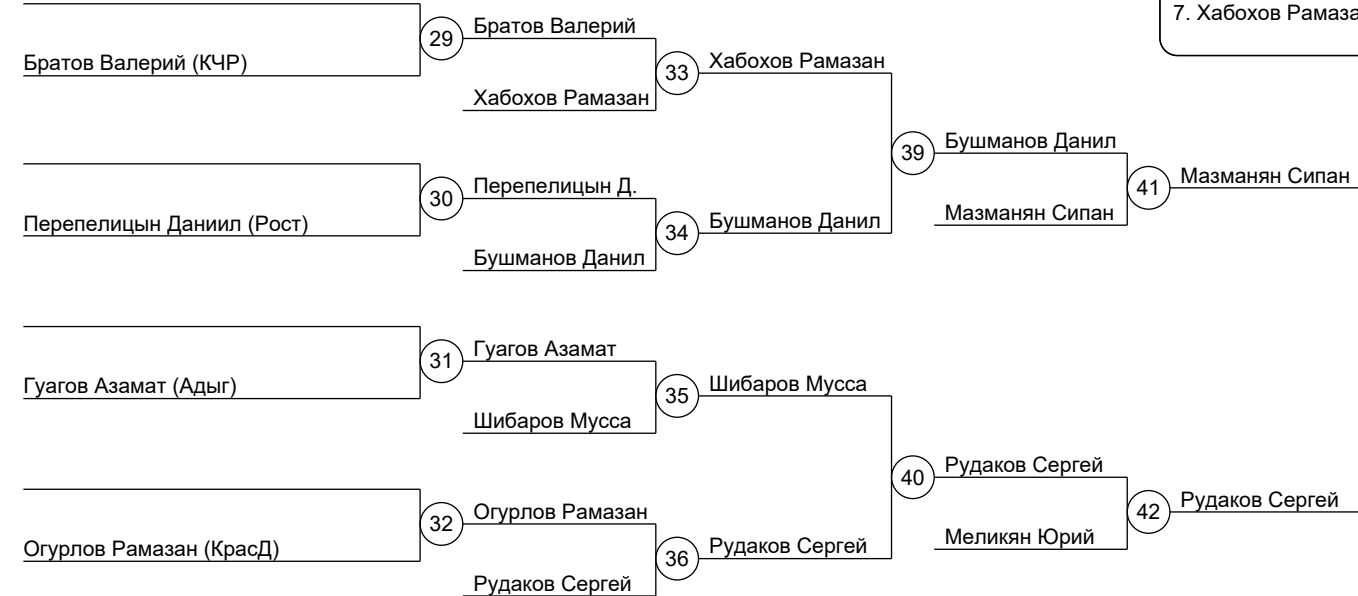 7. Хабохов Рамаза
Братов Валерий
29
Братов Валерий (КЧР)
Хабохов Рамазан
33
Хабохов Рамазан
Бушманов Данил
39
Перепелицын Д.
30
Мазманян Сипан
41
Перепелицын Даниил (Рост)
Бушманов Данил
34
Мазманян Сипан
Бушманов Данил
Гуагов Азамат
31
Гуагов Азамат (Адыг)
Шибаров Мусса
35
Шибаров Мусса
Рудаков Сергей
40
Огурлов Рамазан
32
Рудаков Сергей
42
Огурлов Рамазан (КрасД)
Рудаков Сергей
36
Меликян Юрий
Рудаков Сергей